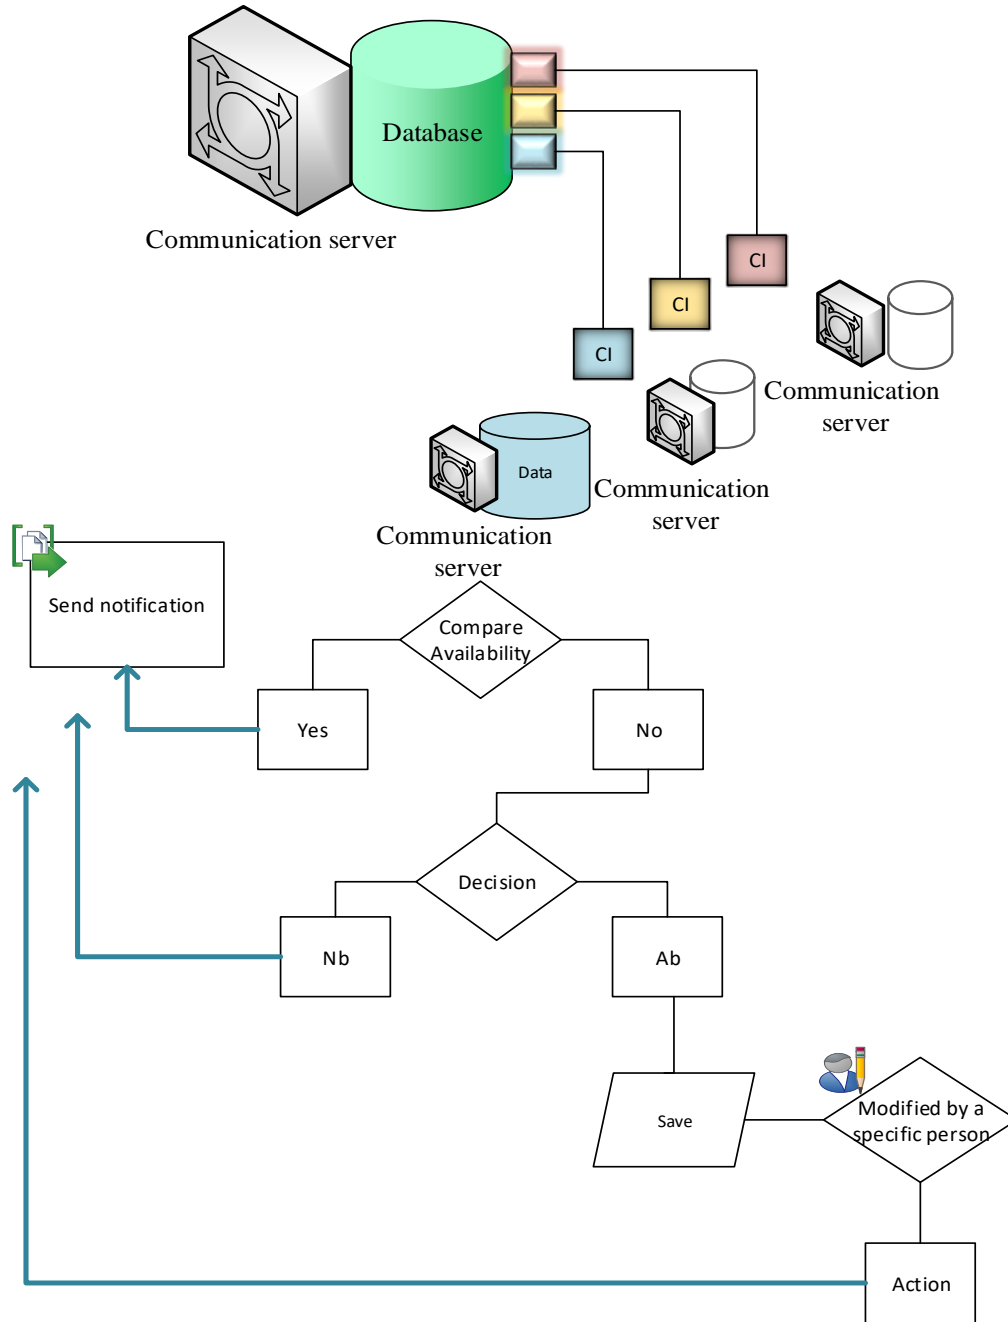 Database
Communication server
CI
CI
CI
Communication
server
Data
Communication
server
Communication
server
Send notification
Compare
Availability
Yes
No
Decision
Nb
Ab
Save
Modified by a
specific person
Action